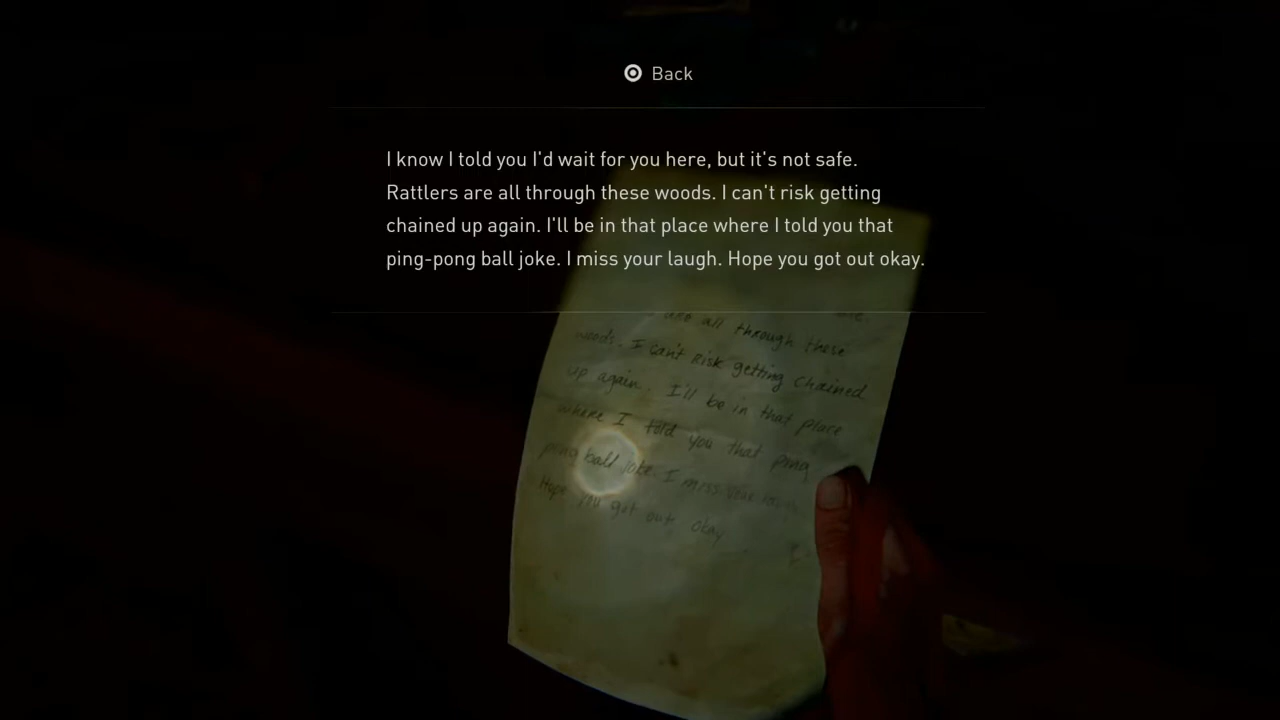 Back
I know I told you I'd wait for you here, but it's not safe.
Rattlers are all through these woods. I can't risk getting
chained up again. I'll be in that place where I told you that
ping-pong ball joke. I miss your laugh. Hope you got out okay.
are all through these
woods. I can't risk getting chained
up again. I'll be in that place
where I told you that ping
pong ball joke I miss your
Hope you got out okay